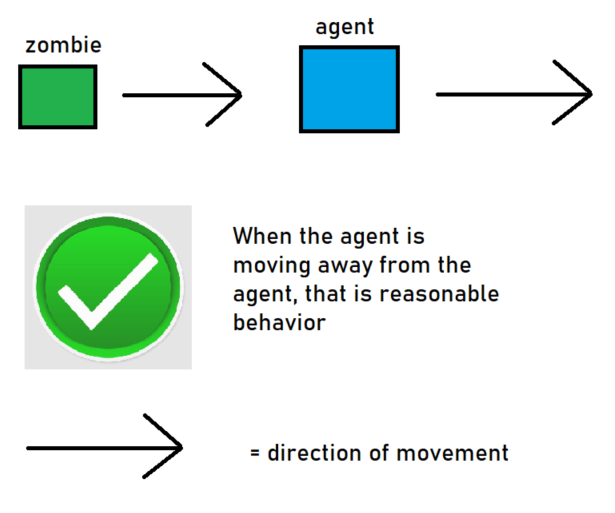 zombie
agent
When the agent is
moving away from the
agent, that is reasonable
behavior
= direction of movement